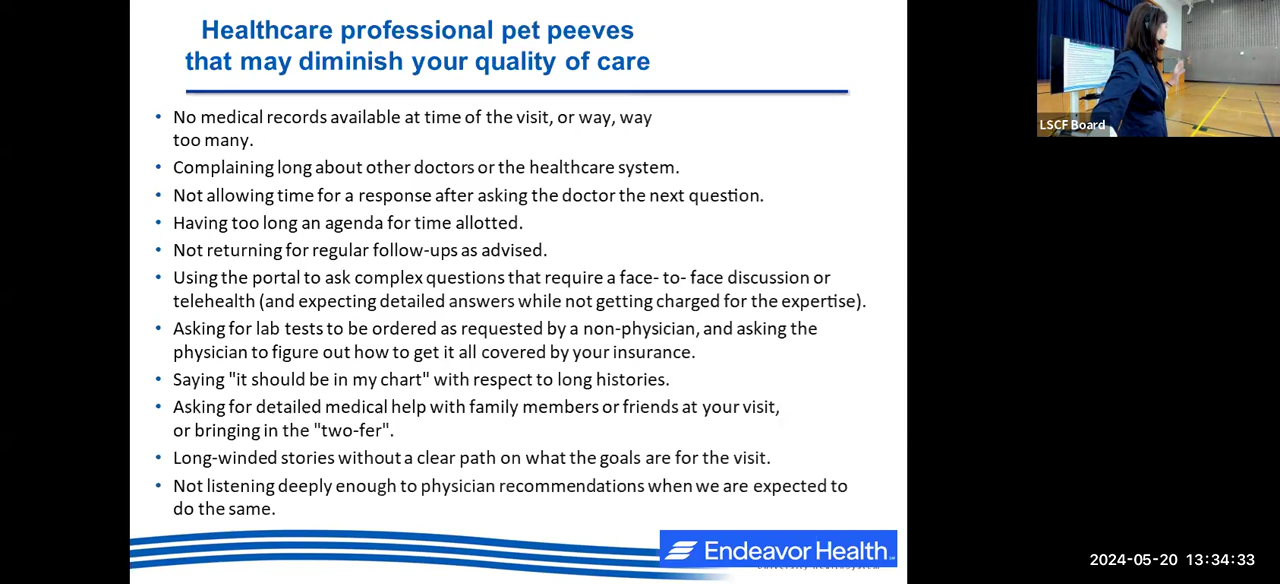 Healthcare professional pet peeves
that may diminish your quality of care
• No medical records available at time of the visit, or way, way
too many.
• Complaining long about other doctors or the healthcare system.
• Not allowing time for a response after asking the doctor the next question.
• Having too long an agenda for time allotted.
• Not returning for regular follow-ups as advised.
• Using the portal to ask complex questions that require a face- to- face discussion or
telehealth (and expecting detailed answers while not getting charged for the expertise).
• Asking for lab tests to be ordered as requested by a non-physician, and asking the
physician to figure out how to get it all covered by your insurance.
• Saying "it should be in my chart" with respect to long histories.
• Asking for detailed medical help with family members or friends at your visit,
or bringing in the "two-fer".
• Long-winded stories without a clear path on what the goals are for the visit.
• Not listening deeply enough to physician recommendations when we are expected to
do the same.
Endeavor Health
LSCF Board
2024-05-20 13:34:33